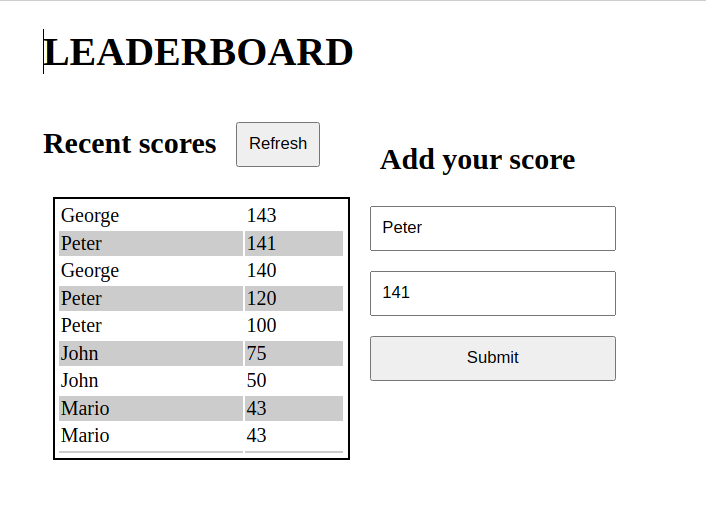 LEADERBOARD
Recent scores Refresh
George 143
Peter 141
George 140
Peter 120
Peter 100
John 75
John 50
Mario 43
Mario 43
Add your score
Peter
141
Submit